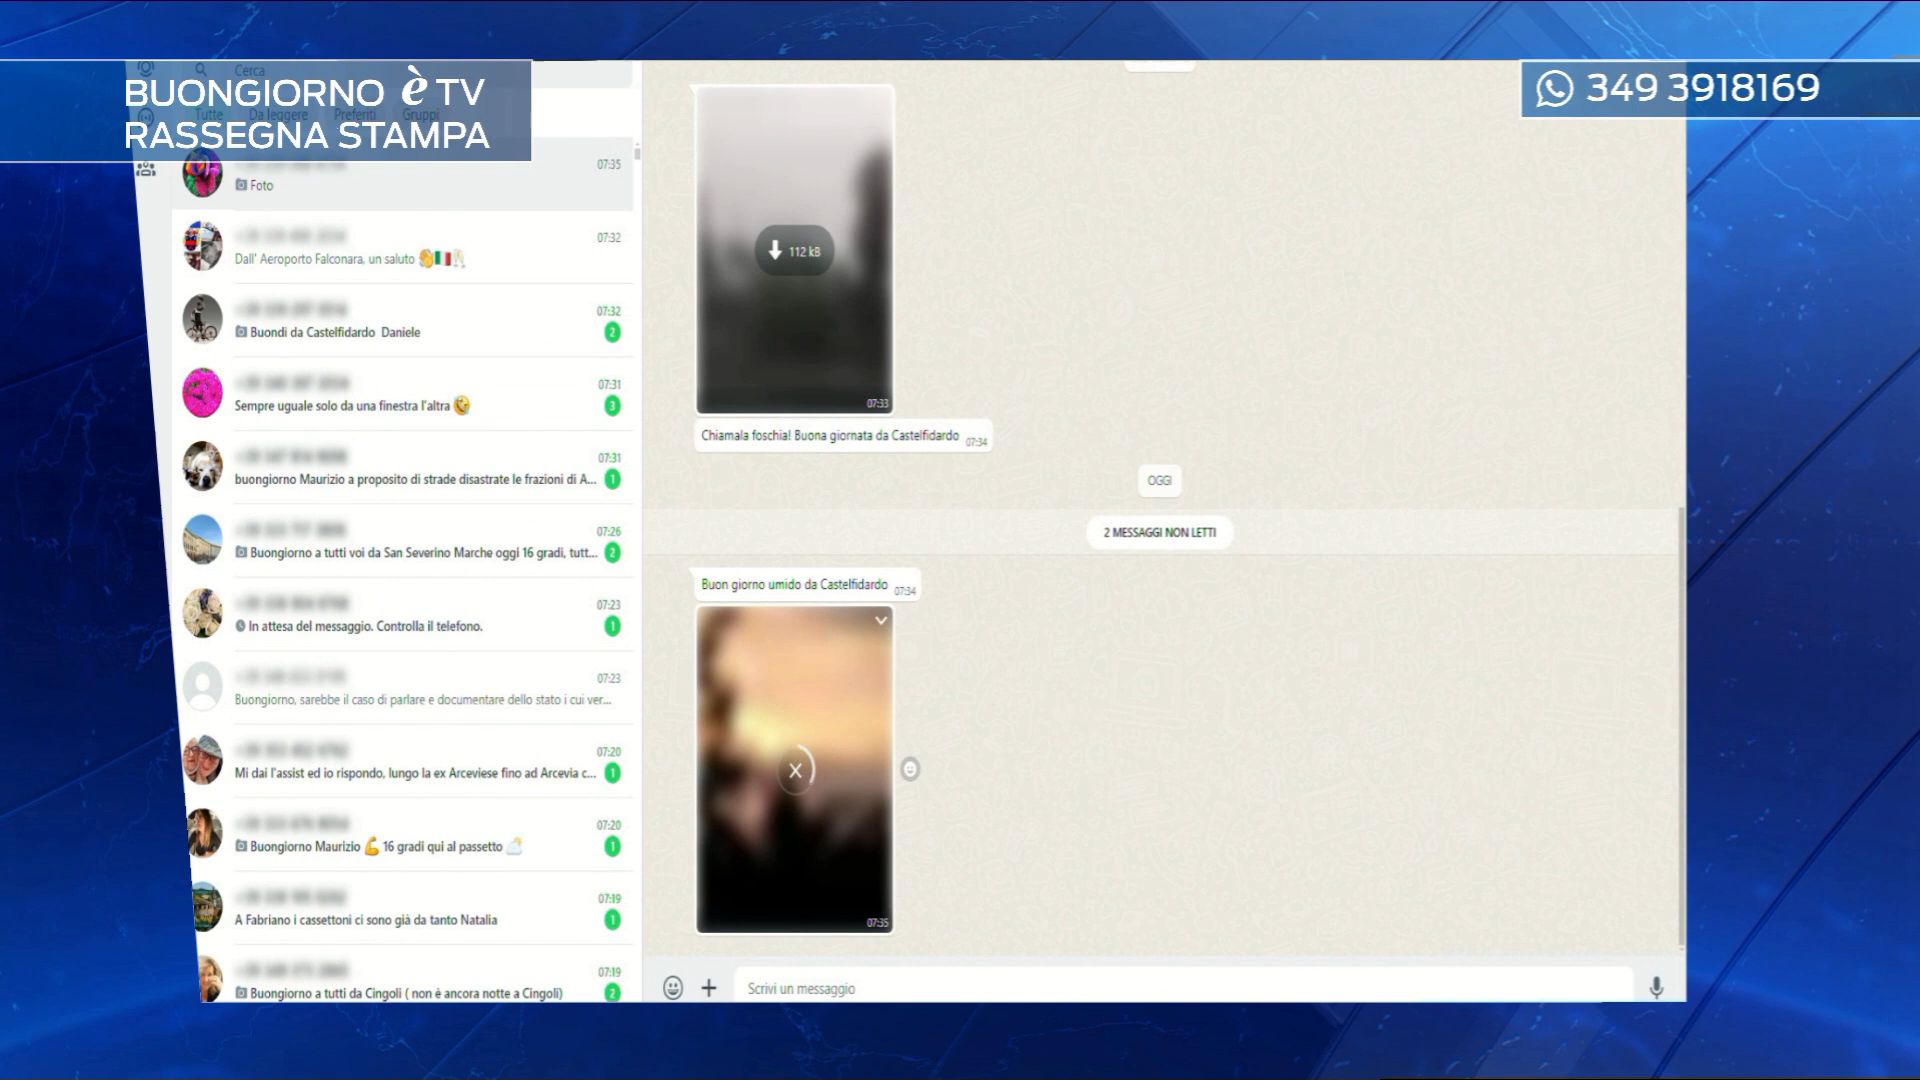 BUONGIORNO è TV
RASSEGNA STAMPA
349 3918169
Cerca
Tutte Da leggere Preferiti Gruppi
07:35
Foto
07:32
Dall' Aeroporto Falconara, un saluto 👏🇮🇹🥂
07:32
Buondi da Castelfidardo Daniele
2
07:31
Sempre uguale solo da una finestra l'altra 🤣
3
07:31
buongiorno Maurizio a proposito di strade disastrate le frazioni di A...
1
07:26
Buongiorno a tutti voi da San Severino Marche oggi 16 gradi, tutt...
2
07:23
In attesa del messaggio. Controlla il telefono.
1
07:23
Buongiorno, sarebbe il caso di parlare e documentare dello stato i cui ver...
07:20
Mi dai l'assist ed io rispondo, lungo la ex Arceviese fino ad Arcevia c...
1
07:20
Buongiorno Maurizio 💪 16 gradi qui al passetto 🌥️
1
07:19
A Fabriano i cassettoni ci sono già da tanto Natalia
1
07:19
Buongiorno a tutti da Cingoli ( non è ancora notte a Cingoli)
2
112 kB
07:33
Chiamala foschia! Buona giornata da Castelfidardo 07:34
OGGI
2 MESSAGGI NON LETTI
Buon giorno umido da Castelfidardo 07:34
07:35
Scrivi un messaggio